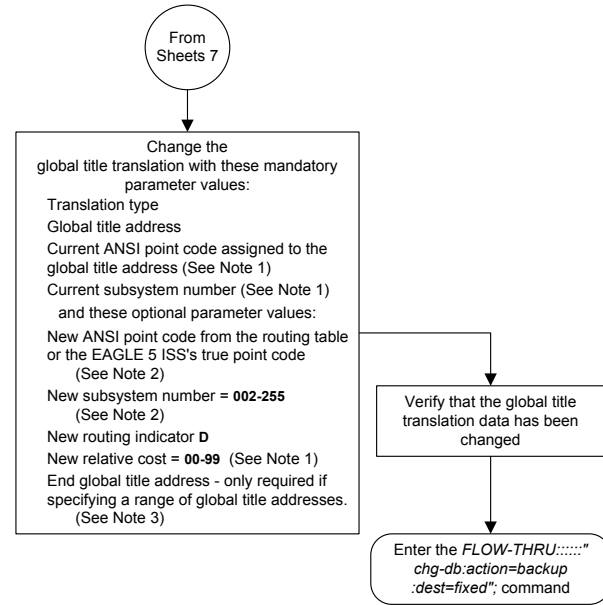 From
Sheets 7
Change the
global title translation with these mandatory
parameter values:
Translation type
Global title address
Current ANSI point code assigned to the
global title address (See Note 1)
Current subsystem number (See Note 1)
and these optional parameter values:
New ANSI point code from the routing table
or the EAGLE 5 ISS's true point code
(See Note 2)
New subsystem number = 002-255
(See Note 2)
New routing indicator D
New relative cost = 00-99 (See Note 1)
End global title address - only required if
specifying a range of global title addresses.
(See Note 3)
Verify that the global title
translation data has been
changed
Enter the FLOW-THRU::::::"
chg-db:action=backup
:dest=fixed"; command